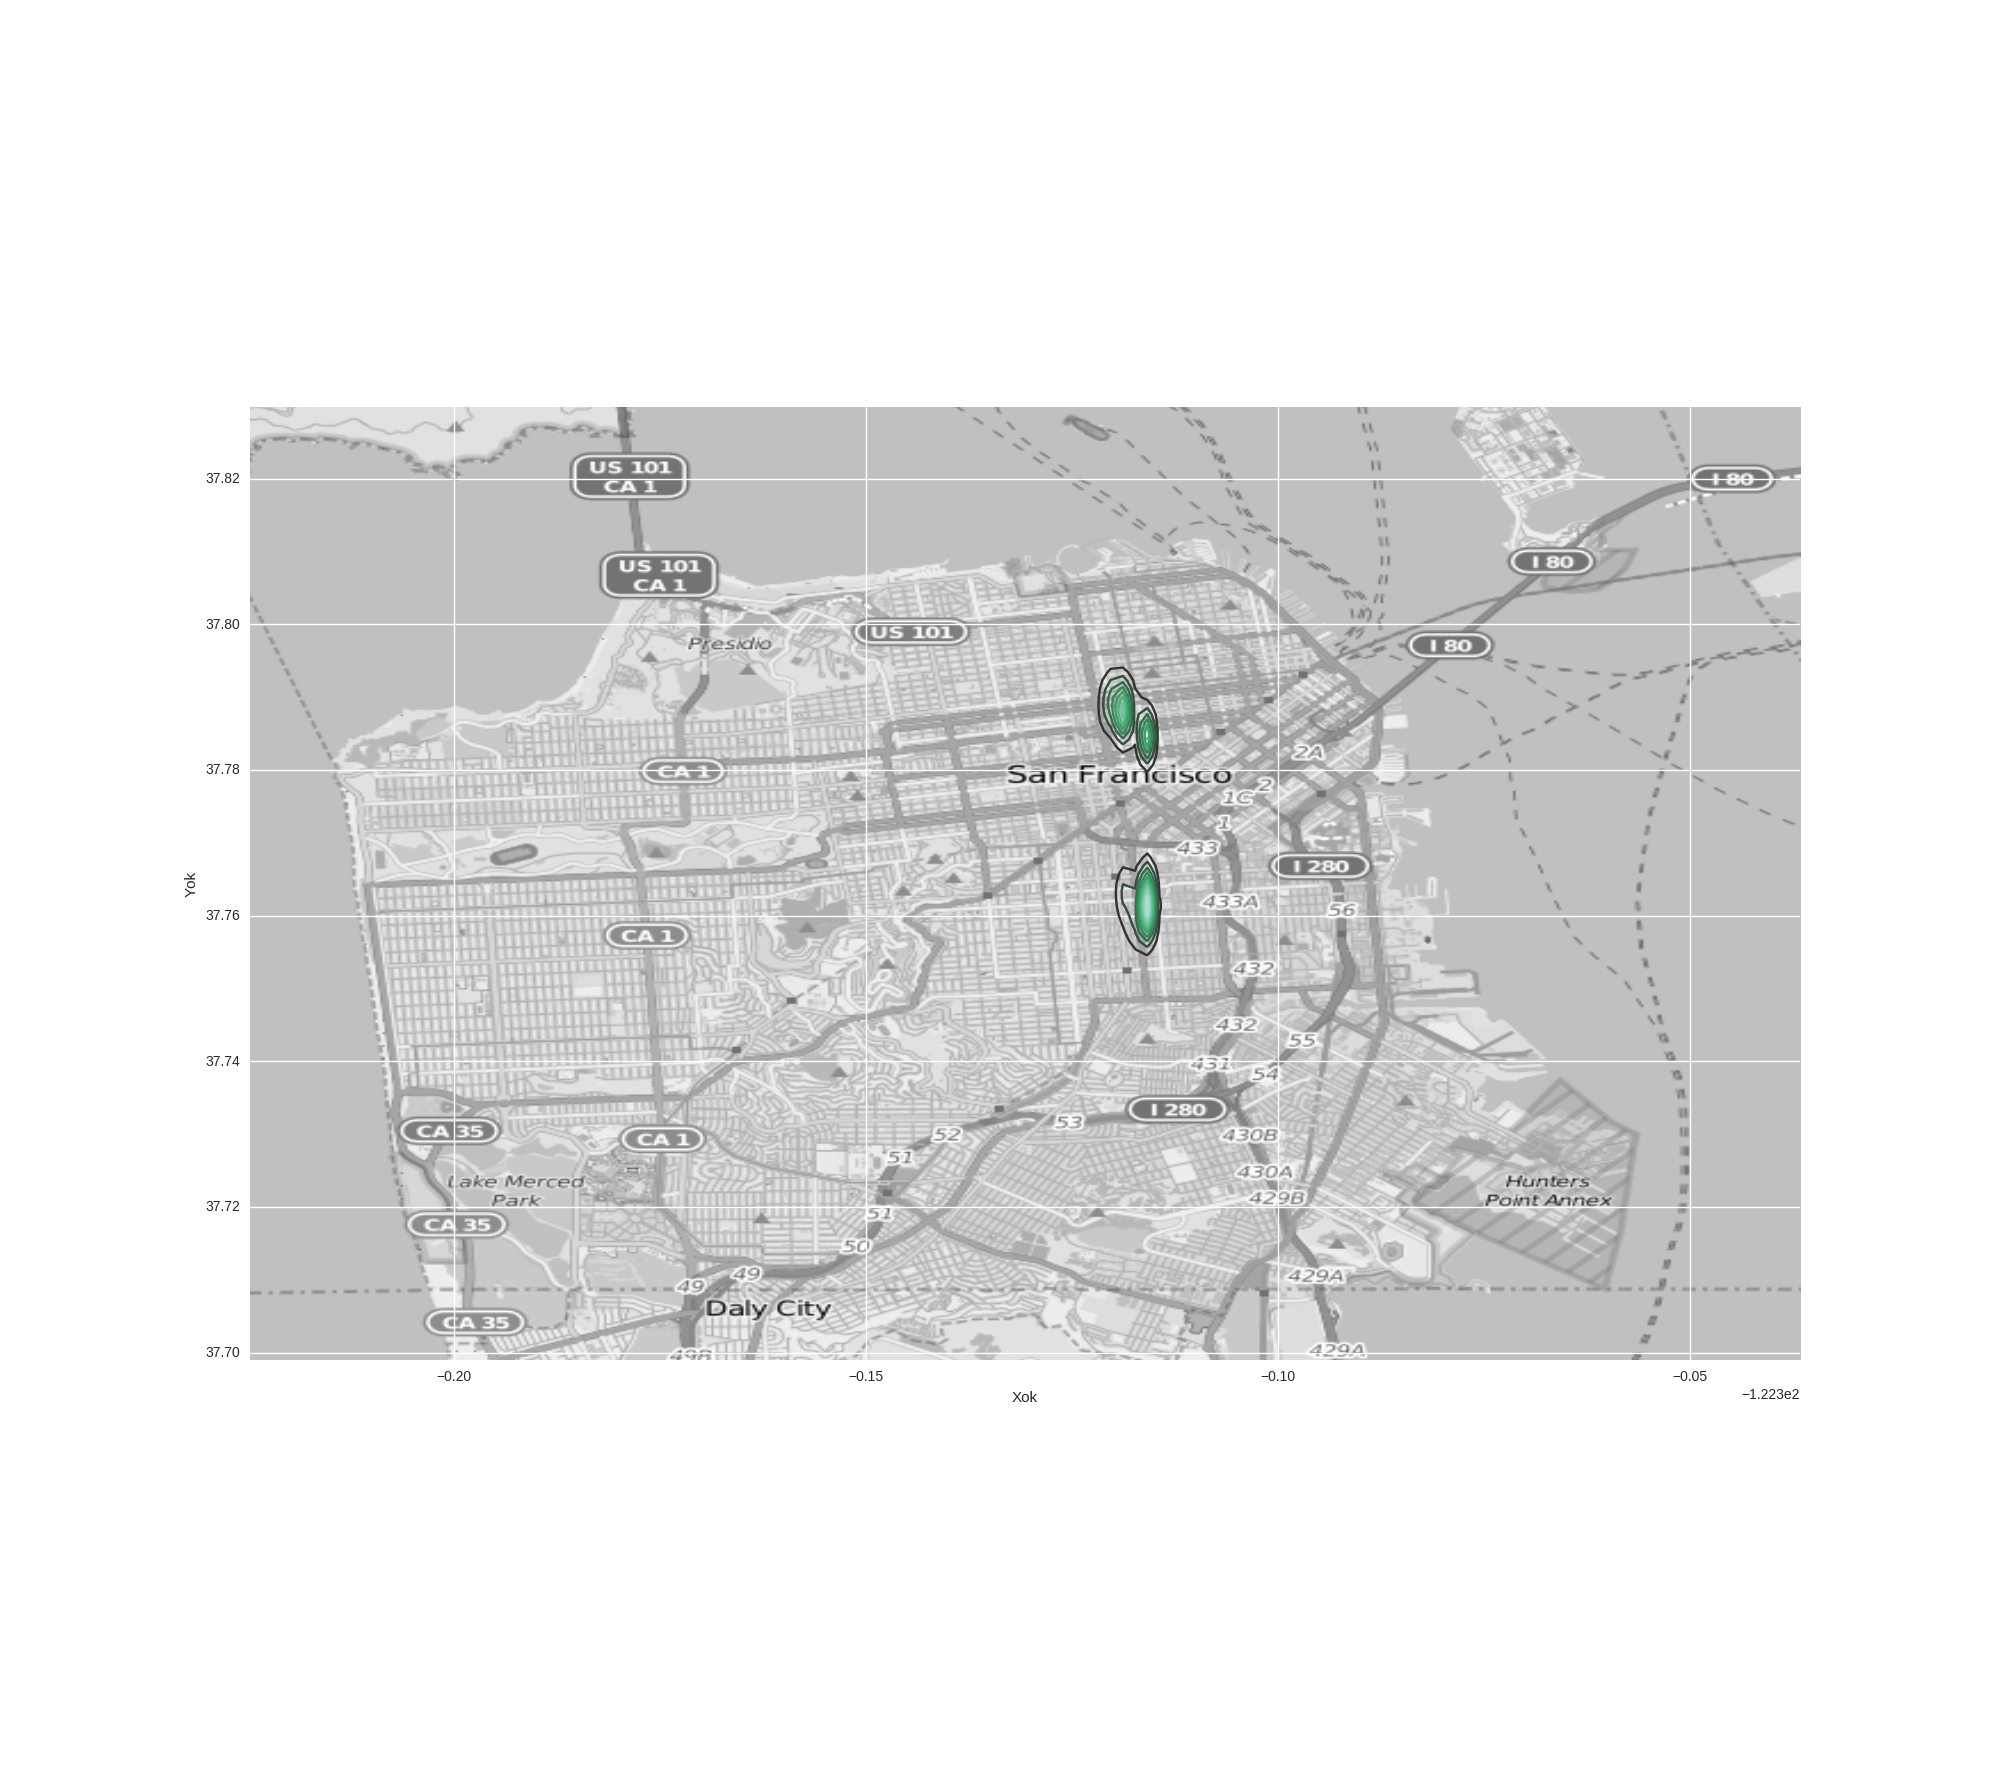 US 101
CA 1
37.82
I 80
I 80
US 101
CA 1
37.80
US 101
Presidio
I 80
2A
37.78
CA 1
San Francisco
2
1C
1
433
I 280
433A
56
37.76
CA 1
432
432
55
37.74
431
54
I 280
53
CA 35
CA 1
52
430B
51
430A
Lake Merced
Park
429B
Hunters
Point Annex
37.72
CA 35
51
50
49
49
429A
Daly City
CA 35
49B
429A
37.70
−0.20
−0.15
−0.10
−0.05
−1.223e2
Xok
Yok